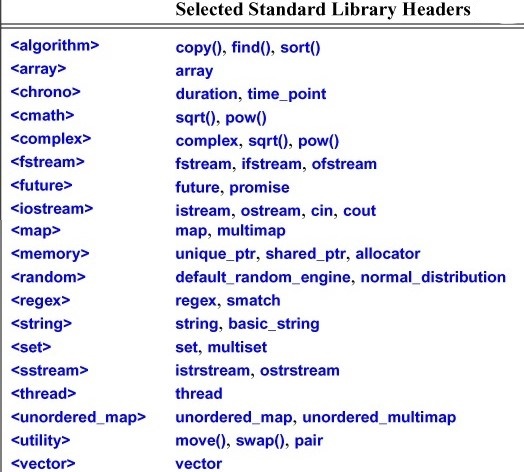 Selected Standard Library Headers
<algorithm> copy(), find(), sort()
<array> array
<chrono> duration, time_point
<cmath> sqrt(), pow()
<complex> complex, sqrt(), pow()
<fstream> fstream, ifstream, ofstream
<future> future, promise
<iostream> istream, ostream, cin, cout
<map> map, multimap
<memory> unique_ptr, shared_ptr, allocator
<random> default_random_engine, normal_distribution
<regex> regex, smatch
<string> string, basic_string
<set> set, multiset
<sstream> istrstream, ostrstream
<thread> thread
<unordered_map> unordered_map, unordered_multimap
<utility> move(), swap(), pair
<vector> vector